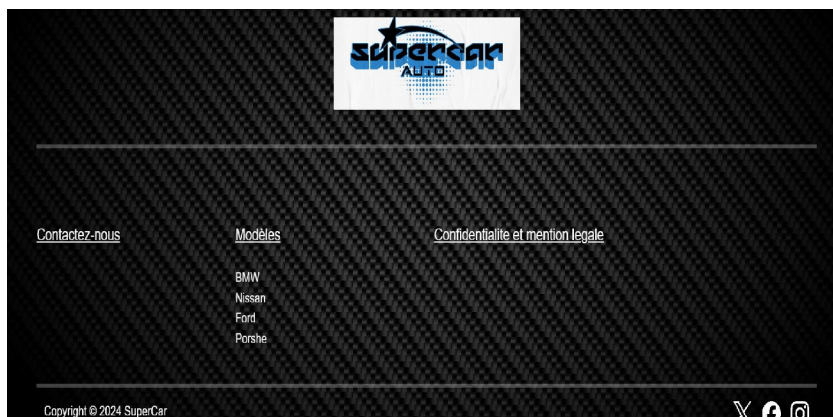 supercar
AUTO
Contactez-nous
Modèles
Confidentialite et mention legale
BMW
Nissan
Ford
Porshe
Copyright © 2024 SuperCar